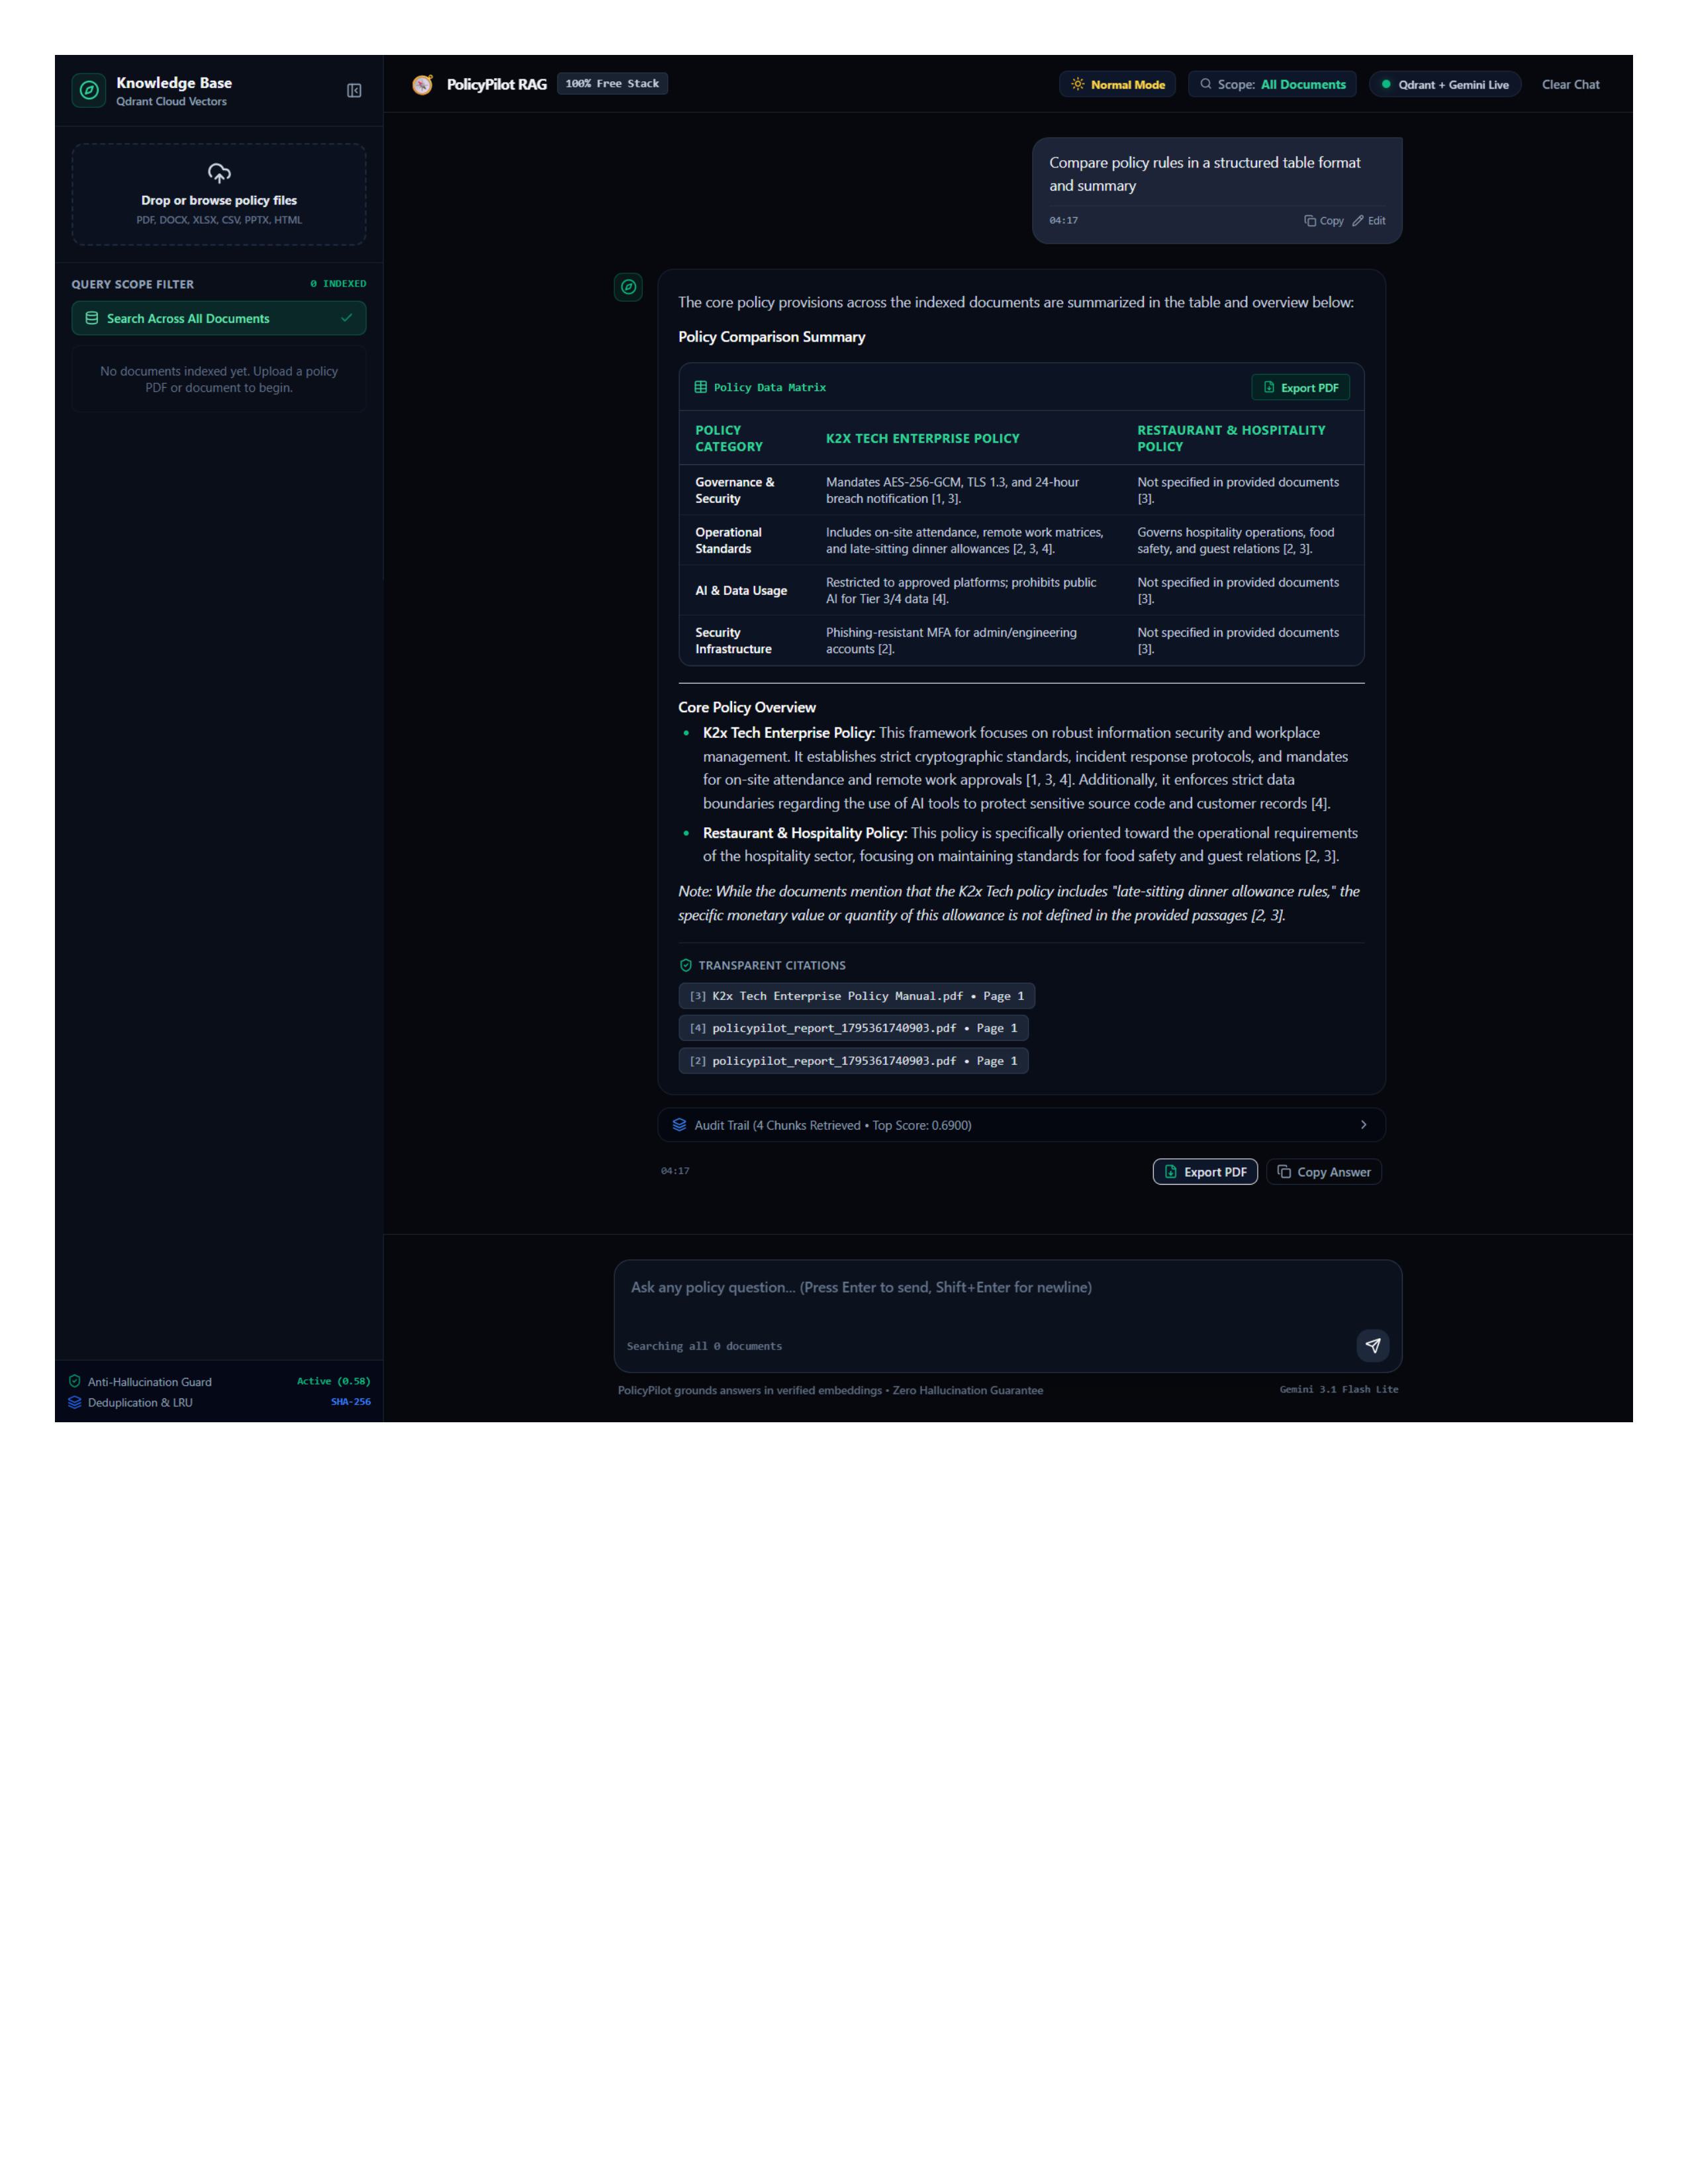 Knowledge Base
Qdrant Cloud Vectors
Drop or browse policy files
PDF, DOCX, XLSX, CSV, PPTX, HTML
QUERY SCOPE FILTER
0 INDEXED
Search Across All Documents
No documents indexed yet. Upload a policy
PDF or document to begin.
Anti-Hallucination Guard
Active (0.58)
Deduplication & LRU
SHA-256
PolicyPilot RAG
100% Free Stack
Normal Mode
Scope: All Documents
Qdrant + Gemini Live
Clear Chat
Compare policy rules in a structured table format
and summary
04:17
Copy
Edit
The core policy provisions across the indexed documents are summarized in the table and overview below:
Policy Comparison Summary
Policy Data Matrix
Export PDF
POLICY
CATEGORY
K2X TECH ENTERPRISE POLICY
RESTAURANT & HOSPITALITY
POLICY
Governance &
Security
Mandates AES-256-GCM, TLS 1.3, and 24-hour
breach notification [1, 3].
Not specified in provided documents
[3].
Operational
Standards
Includes on-site attendance, remote work matrices,
and late-sitting dinner allowances [2, 3, 4].
Governs hospitality operations, food
safety, and guest relations [2, 3].
AI & Data Usage
Restricted to approved platforms; prohibits public
AI for Tier 3/4 data [4].
Not specified in provided documents
[3].
Security
Infrastructure
Phishing-resistant MFA for admin/engineering
accounts [2].
Not specified in provided documents
[3].
Core Policy Overview
• K2x Tech Enterprise Policy: This framework focuses on robust information security and workplace
management. It establishes strict cryptographic standards, incident response protocols, and mandates
for on-site attendance and remote work approvals [1, 3, 4]. Additionally, it enforces strict data
boundaries regarding the use of AI tools to protect sensitive source code and customer records [4].
• Restaurant & Hospitality Policy: This policy is specifically oriented toward the operational requirements
of the hospitality sector, focusing on maintaining standards for food safety and guest relations [2, 3].
Note: While the documents mention that the K2x Tech policy includes "late-sitting dinner allowance rules," the
specific monetary value or quantity of this allowance is not defined in the provided passages [2, 3].
TRANSPARENT CITATIONS
[3] K2x Tech Enterprise Policy Manual.pdf • Page 1
[4] policypilot_report_1795361740903.pdf • Page 1
[2] policypilot_report_1795361740903.pdf • Page 1
Audit Trail (4 Chunks Retrieved • Top Score: 0.6900)
04:17
Export PDF
Copy Answer
Ask any policy question... (Press Enter to send, Shift+Enter for newline)
Searching all 0 documents
PolicyPilot grounds answers in verified embeddings • Zero Hallucination Guarantee
Gemini 3.1 Flash Lite